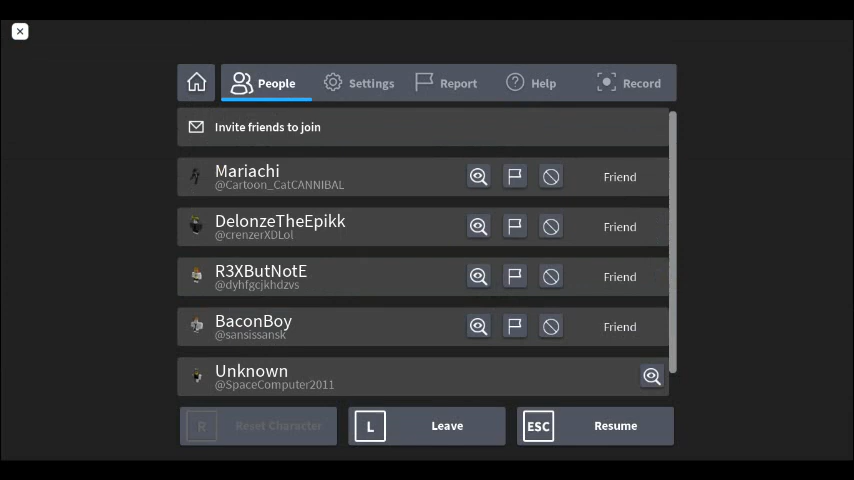 People
Settings
Report
Help
Record
Invite friends to join
Mariachi
@Cartoon_CatCANNIBAL
Friend
DelonzeTheEpikk
@crenzerXDLol
Friend
R3XButNotE
@dyhfgcjkhdzvs
Friend
BaconBoy
@sansissansk
Friend
Unknown
@SpaceComputer2011
R Reset Character
L Leave
ESC Resume